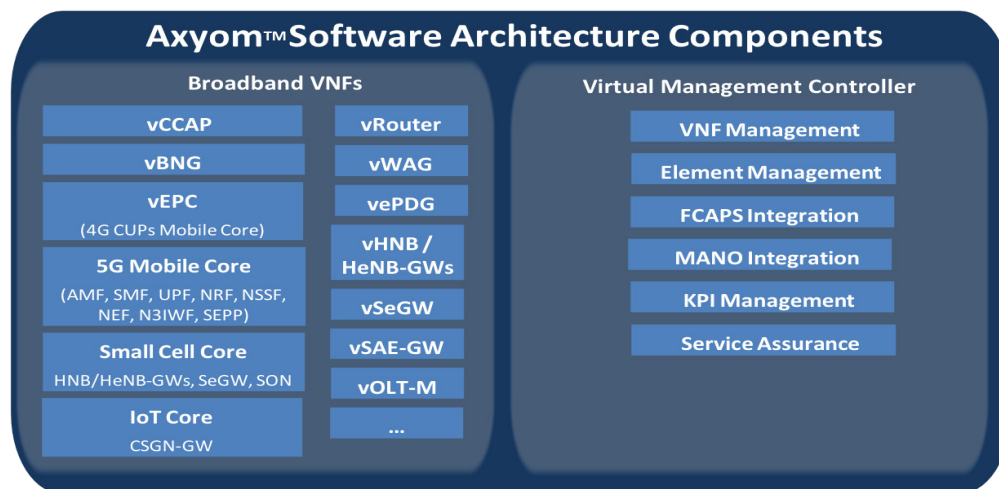 Axyom™Software Architecture Components
Broadband VNFs
vCCAP
vBNG
vEPC
(4G CUPs Mobile Core)
5G Mobile Core
(AMF, SMF, UPF, NRF, NSSF,
NEF, N3IWF, SEPP)
Small Cell Core
HNB/HeNB-GWs, SeGW, SON
IoT Core
CSGN-GW
vRouter
vWAG
vePDG
vHNB /
HeNB-GWs
vSeGW
vSAE-GW
vOLT-M
...
Virtual Management Controller
VNF Management
Element Management
FCAPS Integration
MANO Integration
KPI Management
Service Assurance